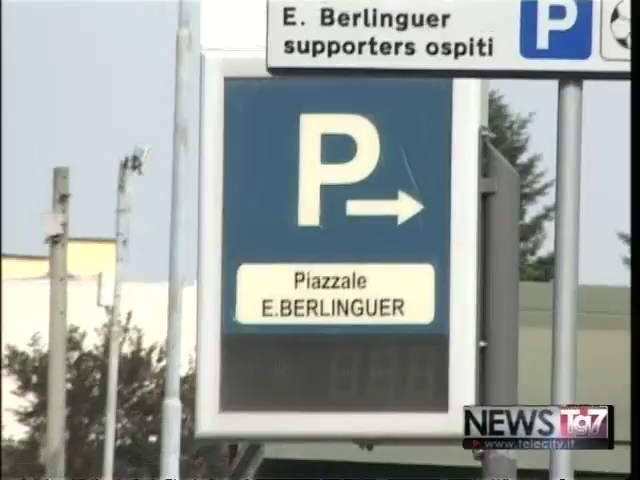 E. Berlinguer P
supporters ospiti
P
Piazzale
E.BERLINGUER
NEWS Tg7
www.telecity.it